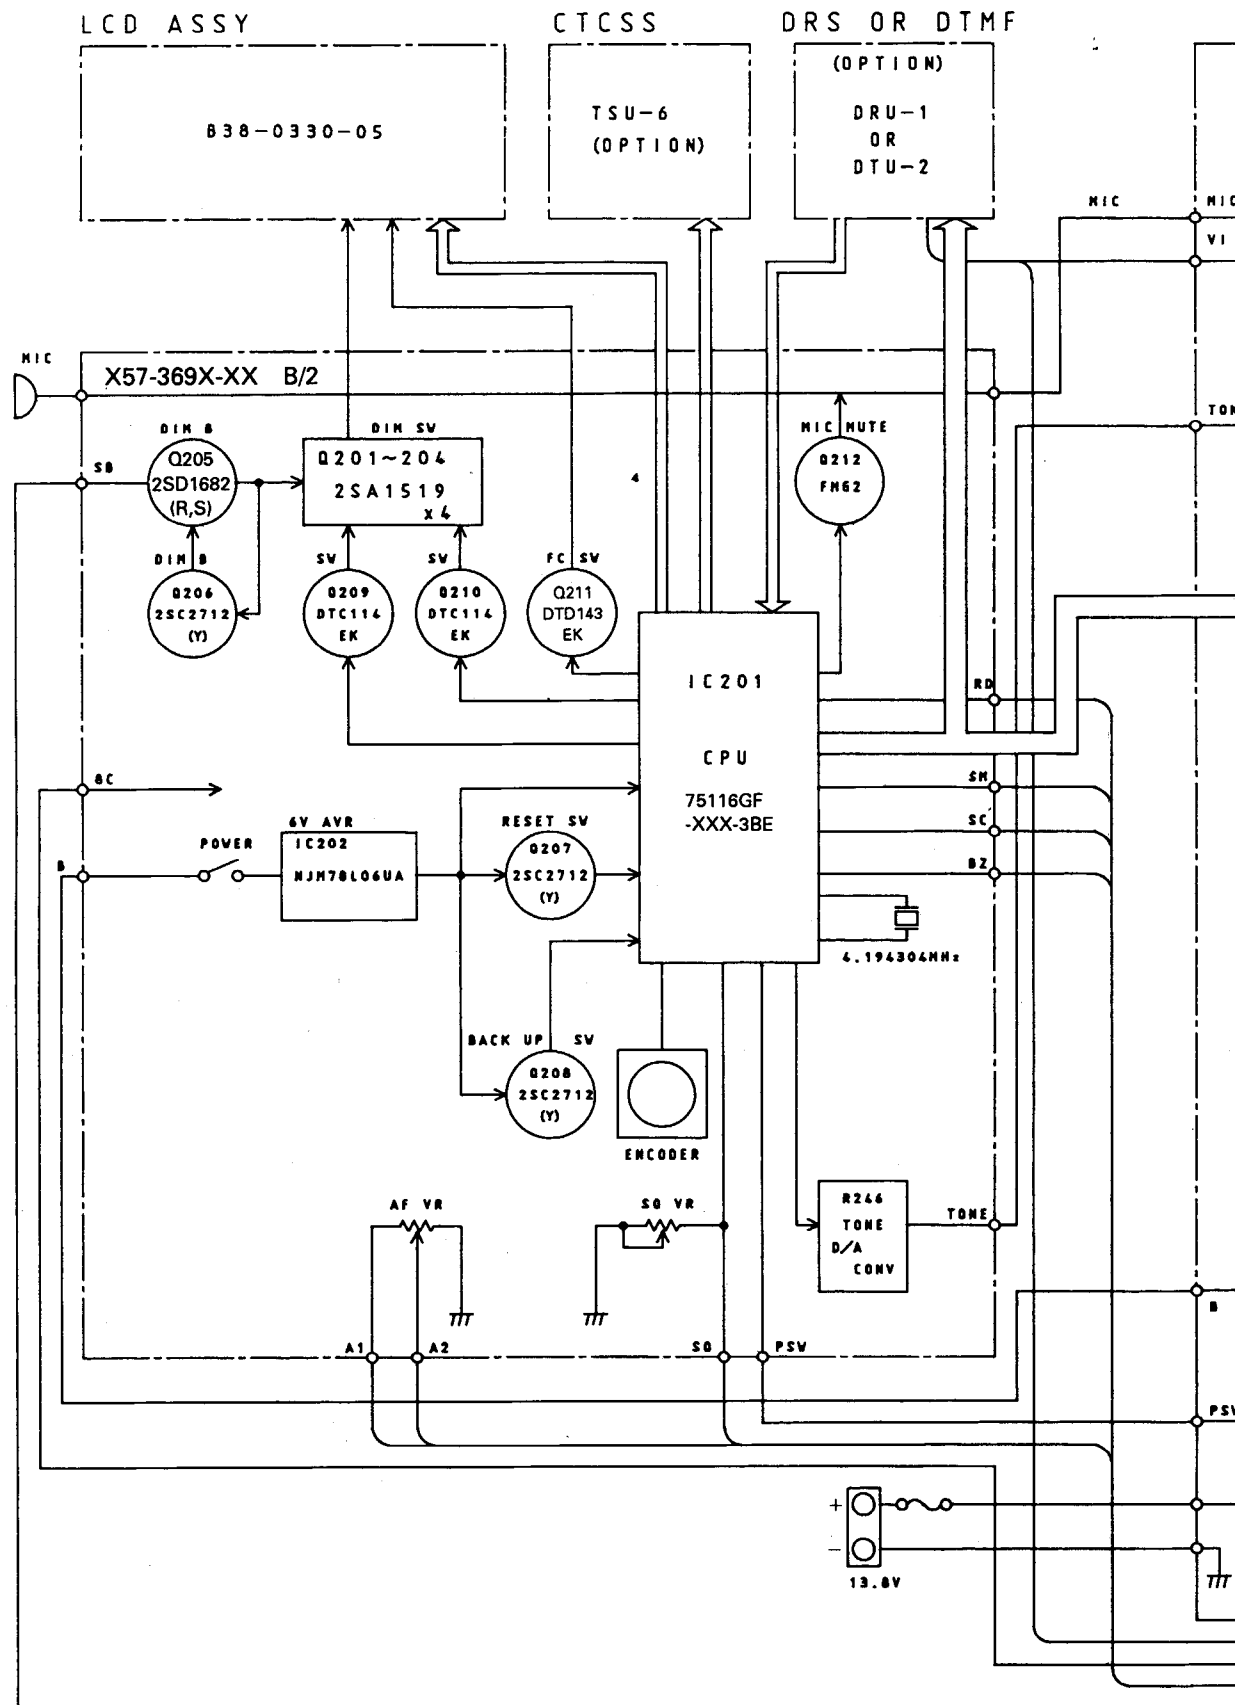 LCD ASSY
CTCSS
DRS OR DTMF
B38-0330-05
TSU-6
(OPTION)
(OPTION)
DRU-1
OR
DTU-2
MIC
MIC
VI
MIC
X57-369X-XX B/2
DIM B
Q205
2SD1682
(R,S)
SB
DIM SW
Q201~204
2SA1519
x4
4
MIC MUTE
Q212
FMG2
DIM B
Q206
2SC2712
(Y)
SW
Q209
DTC114
EK
SW
Q210
DTC114
EK
FC SW
Q211
DTD143
EK
IC201
CPU
75116GF
-XXX-3BE
RD
SM
SC
BZ
4.194304MHz
8C
B
POWER
6V AVR
IC202
NJM78L06UA
RESET SW
Q207
2SC2712
(Y)
BACK UP SW
Q208
2SC2712
(Y)
ENCODER
AF VR
SQ VR
R246
TONE
D/A
CONV
TONE
A1
A2
SQ
PSW
B
+
-
13.8V